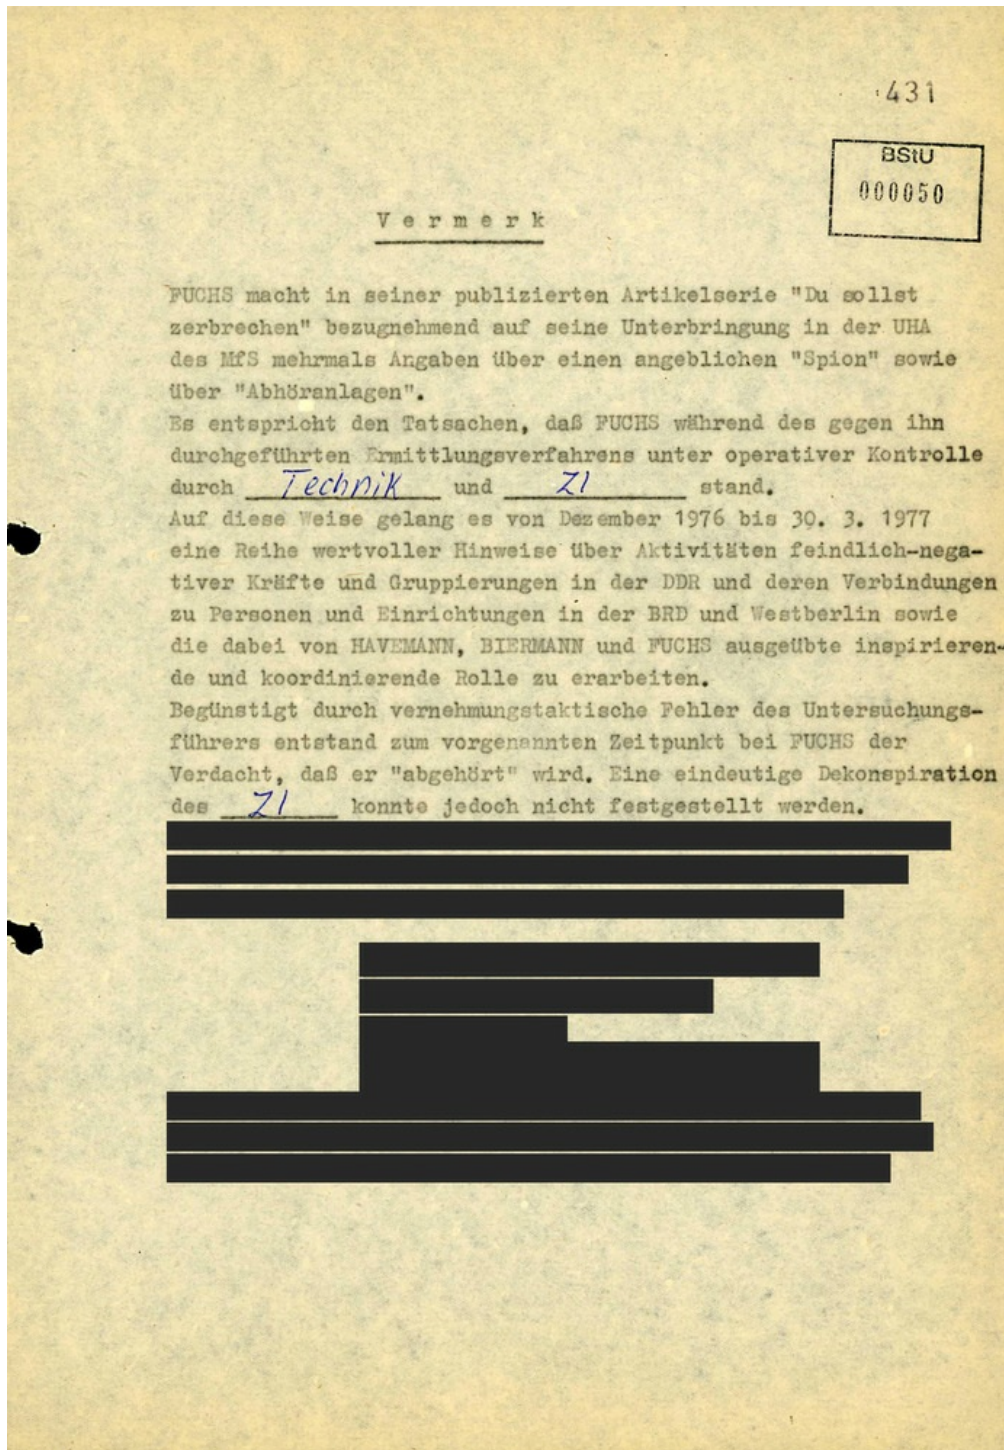 431
BStU
000050
Vermerk
FUCHS macht in seiner publizierten Artikelserie "Du sollst
zerbrechen" bezugnehmend auf seine Unterbringung in der UHA
des MfS mehrmals Angaben über einen angeblichen "Spion" sowie
über "Abhöranlagen".
Es entspricht den Tatsachen, daß FUCHS während des gegen ihn
durchgeführten Ermittlungsverfahrens unter operativer Kontrolle
durch Technik und ZI stand.
Auf diese Weise gelang es von Dezember 1976 bis 30. 3. 1977
eine Reihe wertvoller Hinweise über Aktivitäten feindlich-nega-
tiver Kräfte und Gruppierungen in der DDR und deren Verbindungen
zu Personen und Einrichtungen in der BRD und Westberlin sowie
die dabei von HAVEMANN, BIERMANN und FUCHS ausgeübte inspirieren-
de und koordinierende Rolle zu erarbeiten.
Begünstigt durch vernehmungstaktische Fehler des Untersuchungs-
führers entstand zum vorgenannten Zeitpunkt bei FUCHS der
Verdacht, daß er "abgehört" wird. Eine eindeutige Dekonspiration
des ZI konnte jedoch nicht festgestellt werden.